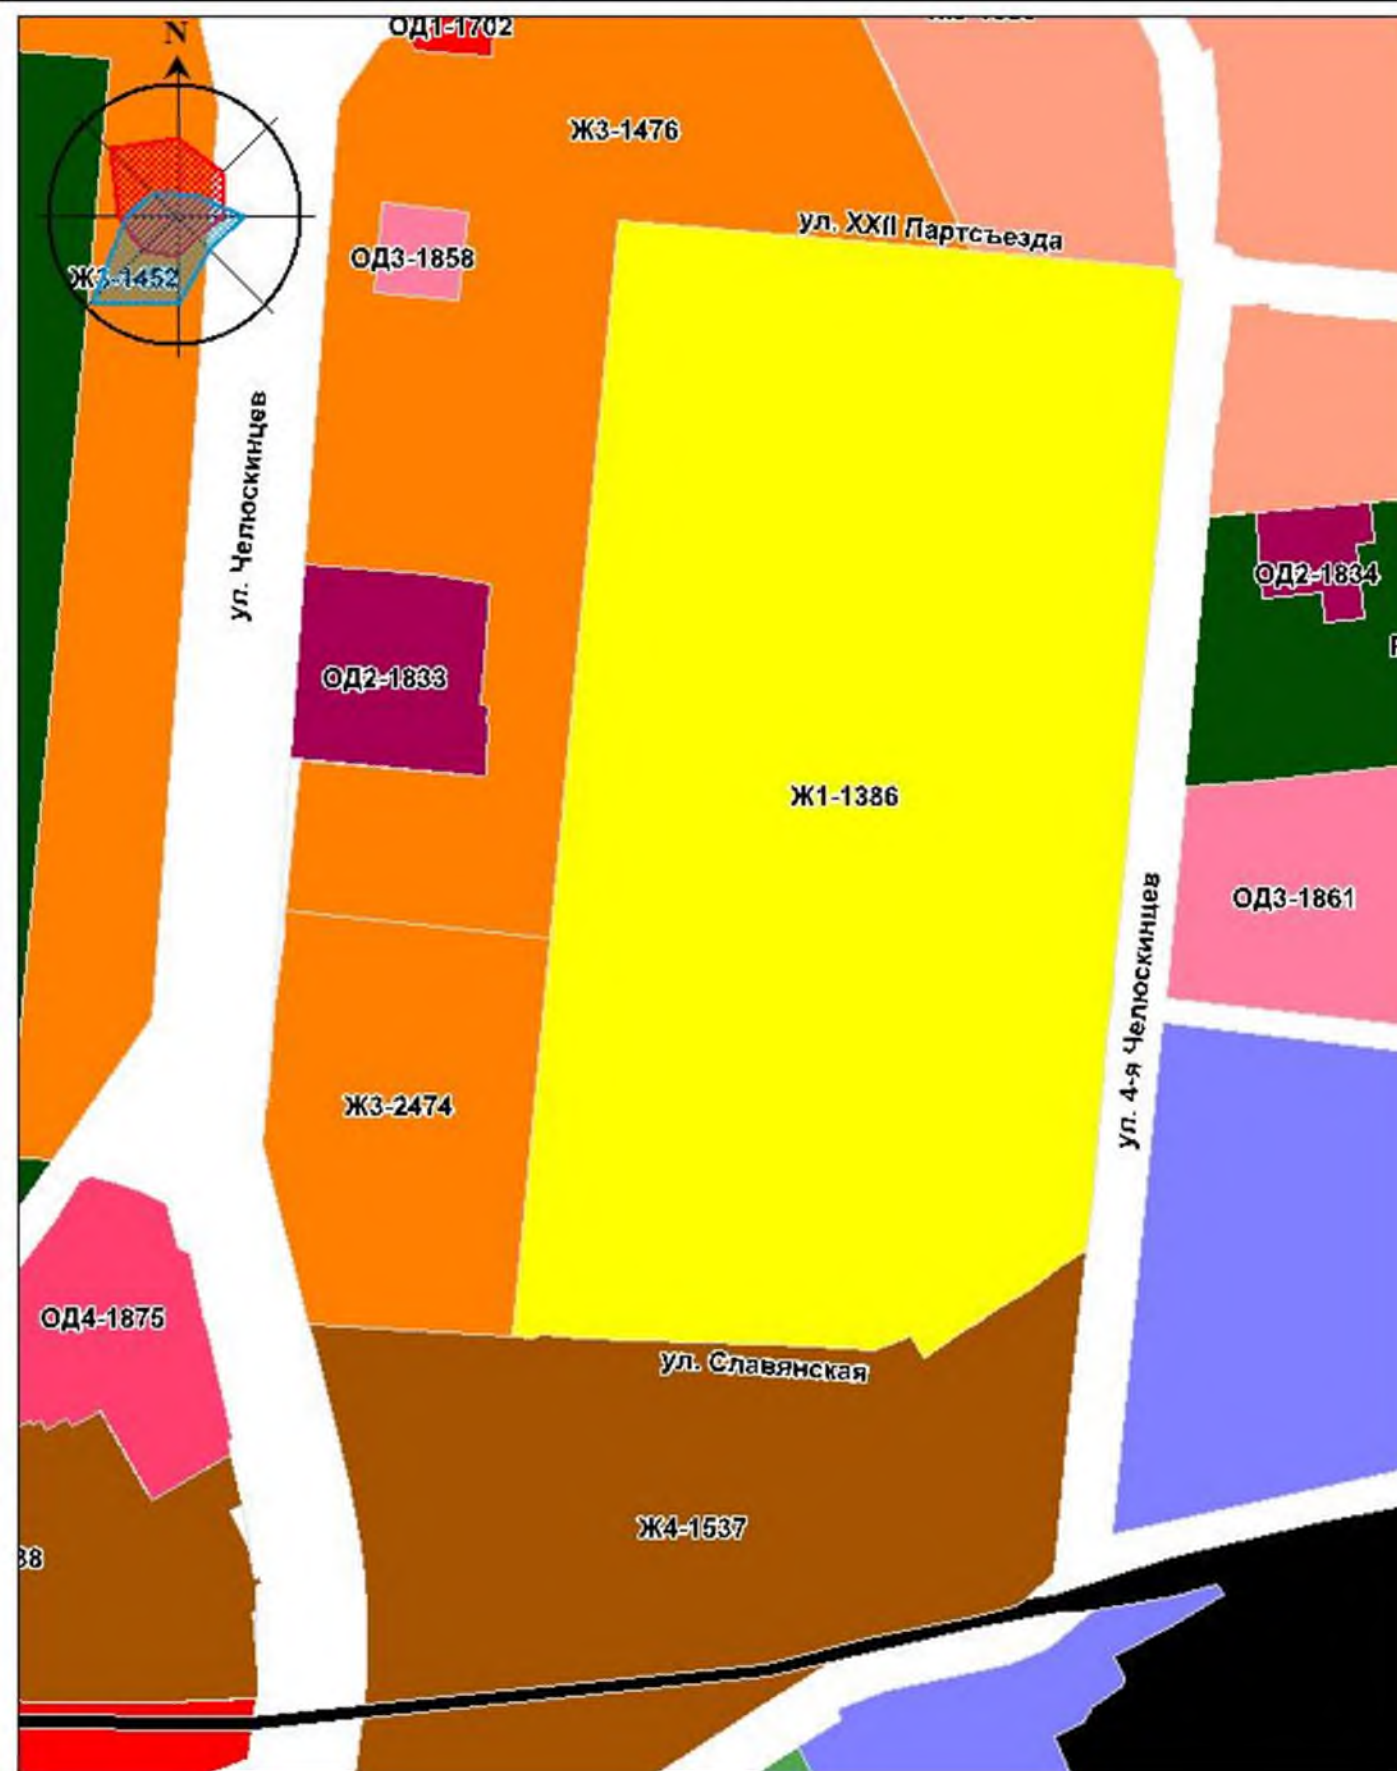 ОД1-1702
N
Ж3-1476
ул. XXII Партсъезда
ОД3-1858
Ж3-1452
ул. Челюскинцев
ОД2-1834
ОД2-1833
Ж1-1386
ОД3-1861
ул. 4-я Челюскинцев
Ж3-2474
ОД4-1875
ул. Славянская
Ж4-1537
38